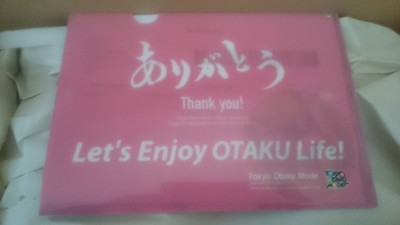 ありがとう
Thank you!
Let's Enjoy OTAKU Life!
Tokyo Otaku Mode